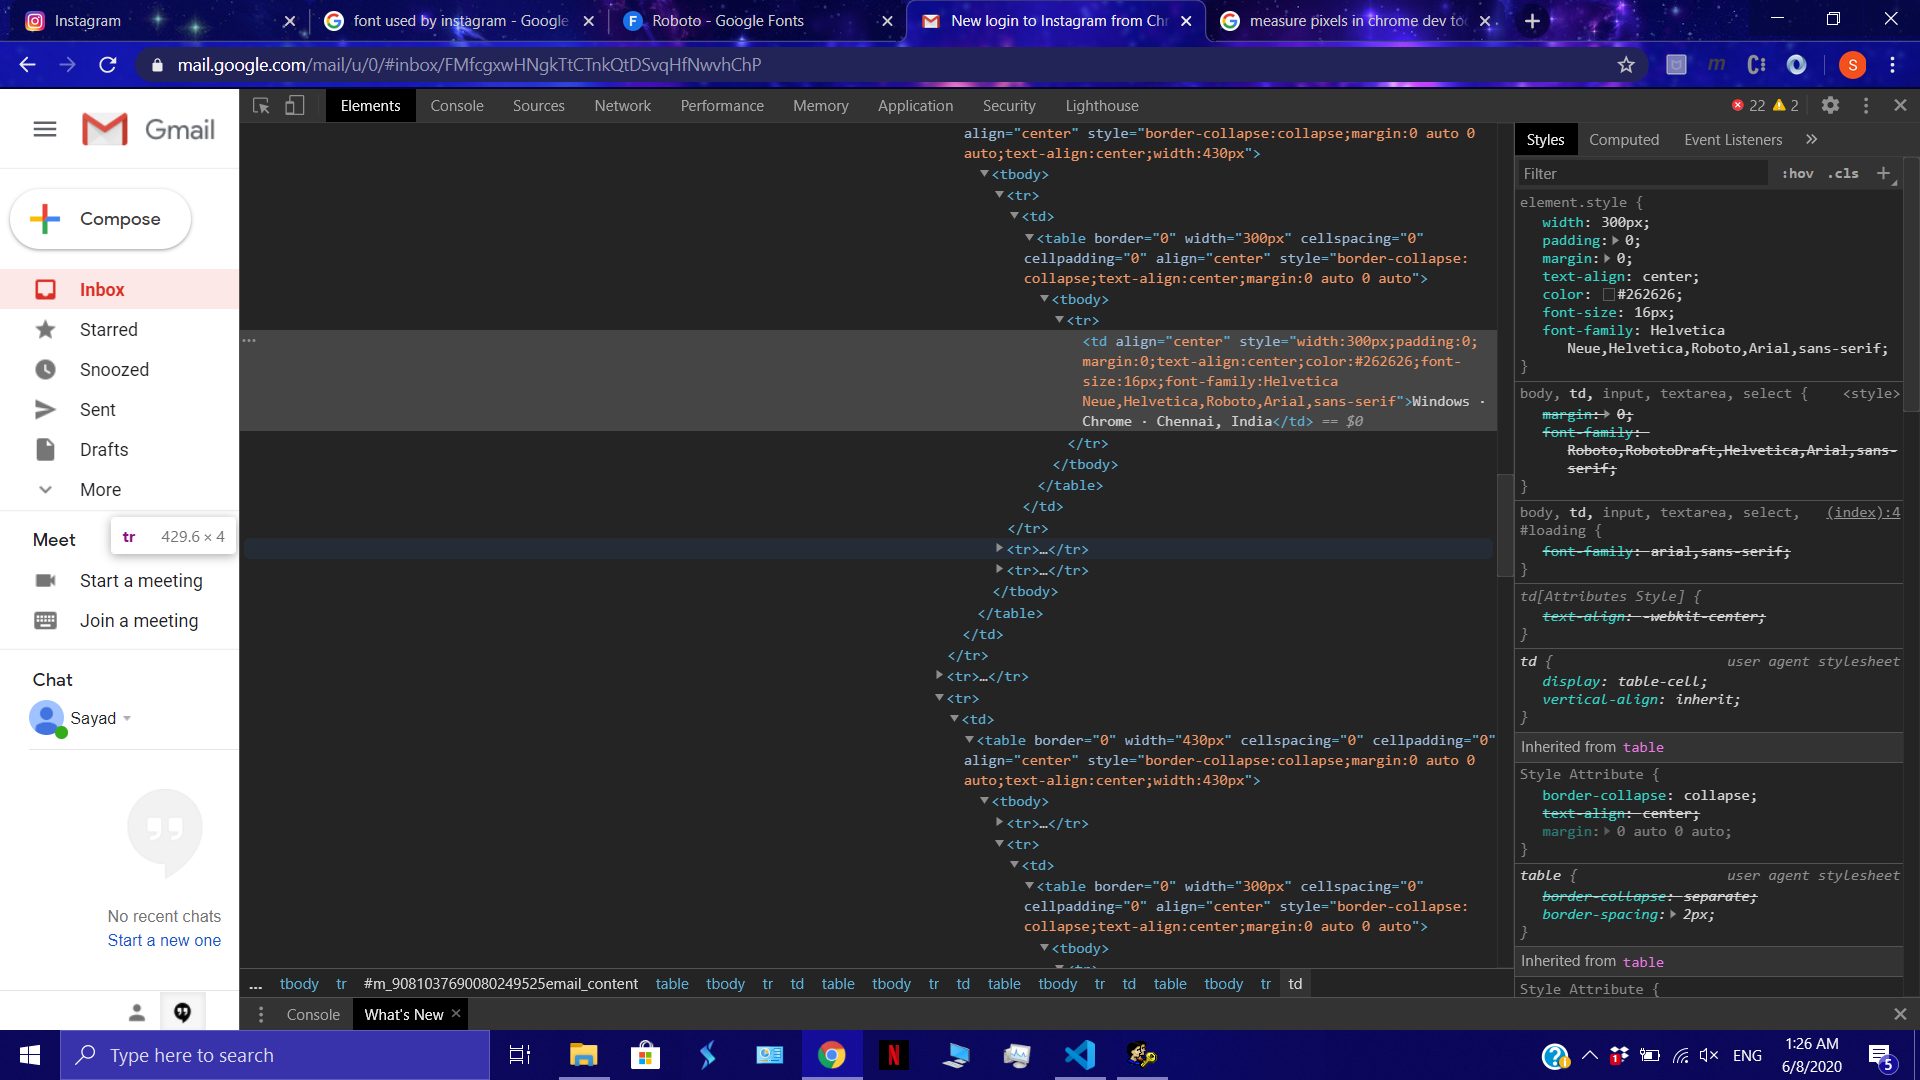 Instagram
font used by instagram - Google
Roboto - Google Fonts
New login to Instagram from Chr
measure pixels in chrome dev too
mail.google.com/mail/u/0/#inbox/FMfcgxwHNgkTtCTnkQtDSvqHfNwvhChP
S
Gmail
Compose
Inbox
Starred
Snoozed
Sent
Drafts
More
Meet
tr 429.6 × 4
Start a meeting
Join a meeting
Chat
Sayad
No recent chats
Start a new one
Elements Console Sources Network Performance Memory Application Security Lighthouse
22 2
align="center" style="border-collapse:collapse;margin:0 auto 0
auto;text-align:center;width:430px">
<tbody>
<tr>
<td>
<table border="0" width="300px" cellspacing="0"
cellpadding="0" align="center" style="border-collapse:
collapse;text-align:center;margin:0 auto 0 auto">
<tbody>
<tr>
...
<td align="center" style="width:300px;padding:0;
margin:0;text-align:center;color:#262626;font-
size:16px;font-family:Helvetica
Neue,Helvetica,Roboto,Arial,sans-serif">Windows ·
Chrome · Chennai, India</td> == $0
</tr>
</tbody>
</table>
</td>
</tr>
<tr>…</tr>
<tr>…</tr>
</tbody>
</table>
</td>
</tr>
<tr>…</tr>
<tr>
<td>
<table border="0" width="430px" cellspacing="0" cellpadding="0"
align="center" style="border-collapse:collapse;margin:0 auto 0
auto;text-align:center;width:430px">
<tbody>
<tr>…</tr>
<tr>
<td>
<table border="0" width="300px" cellspacing="0"
cellpadding="0" align="center" style="border-collapse:
collapse;text-align:center;margin:0 auto 0 auto">
<tbody>
<tr>
... tbody tr #m_9081037690080249525email_content table tbody tr td table tbody tr td table tbody tr td table tbody tr td
Console What's New
Styles Computed Event Listeners
Filter :hov .cls
element.style {
width: 300px;
padding: 0;
margin: 0;
text-align: center;
color: #262626;
font-size: 16px;
font-family: Helvetica
Neue,Helvetica,Roboto,Arial,sans-serif;
}
body, td, input, textarea, select { <style>
margin: 0;
font-family:
Roboto,RobotoDraft,Helvetica,Arial,sans-
serif;
}
body, td, input, textarea, select, (index):4
#loading {
font-family: arial,sans-serif;
}
td[Attributes Style] {
text-align: -webkit-center;
}
td { user agent stylesheet
display: table-cell;
vertical-align: inherit;
}
Inherited from table
Style Attribute {
border-collapse: collapse;
text-align: center;
margin: 0 auto 0 auto;
}
table { user agent stylesheet
border-collapse: separate;
border-spacing: 2px;
}
Inherited from table
Style Attribute {
Type here to search
N
1
ENG
1:26 AM
6/8/2020
5